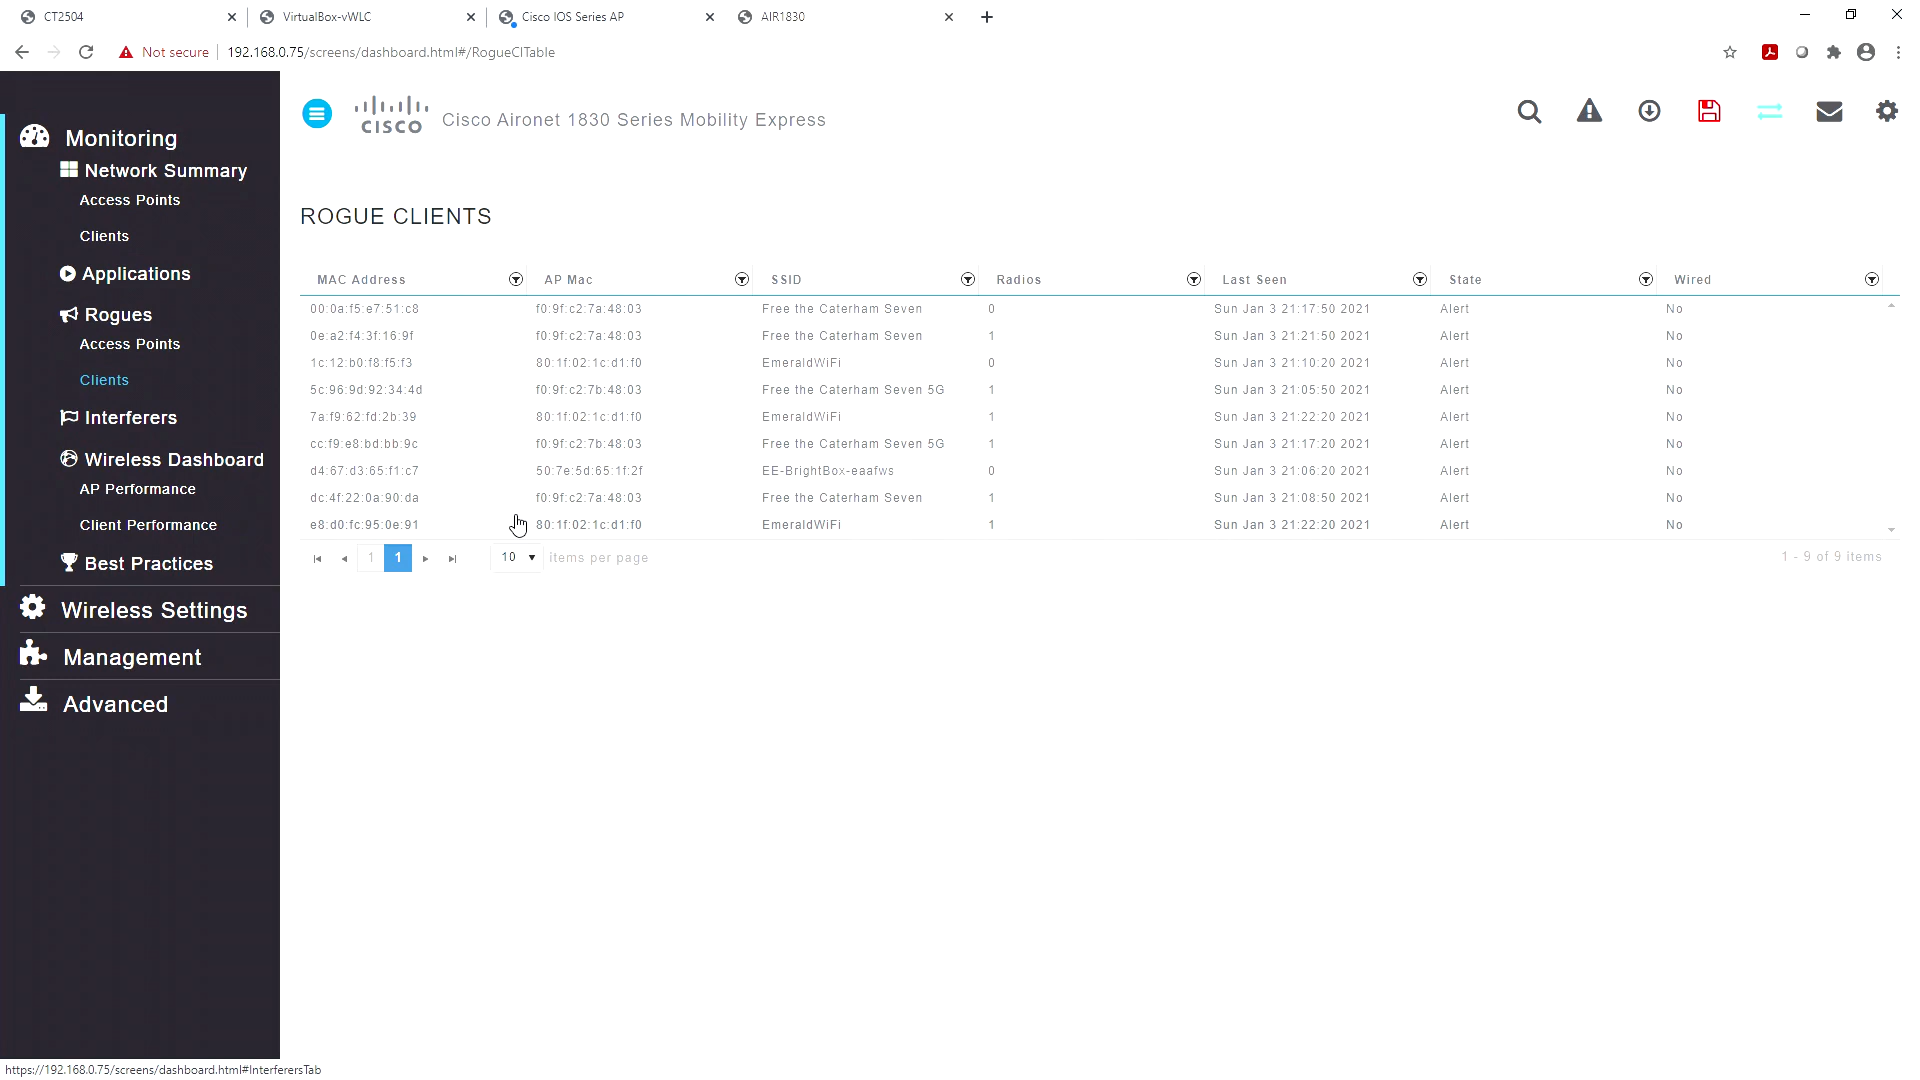 CT2504
VirtualBox-vWLC
Cisco IOS Series AP
AIR1830
Not secure
192.168.0.75/screens/dashboard.html#/RogueClTable
Monitoring
Network Summary
Access Points
Clients
Applications
Rogues
Access Points
Clients
Interferers
Wireless Dashboard
AP Performance
Client Performance
Best Practices
Wireless Settings
Management
Advanced
CISCO
Cisco Aironet 1830 Series Mobility Express
ROGUE CLIENTS
MAC Address AP Mac SSID Radios Last Seen State Wired
00:0a:f5:e7:51:c8 f0:9f:c2:7a:48:03 Free the Caterham Seven 0 Sun Jan 3 21:17:50 2021 Alert No
0e:a2:f4:3f:16:9f f0:9f:c2:7a:48:03 Free the Caterham Seven 1 Sun Jan 3 21:21:50 2021 Alert No
1c:12:b0:f8:f5:f3 80:1f:02:1c:d1:f0 EmeraldWiFi 0 Sun Jan 3 21:10:20 2021 Alert No
5c:96:9d:92:34:4d f0:9f:c2:7b:48:03 Free the Caterham Seven 5G 1 Sun Jan 3 21:05:50 2021 Alert No
7a:f9:62:fd:2b:39 80:1f:02:1c:d1:f0 EmeraldWiFi 1 Sun Jan 3 21:22:20 2021 Alert No
cc:f9:e8:bd:bb:9c f0:9f:c2:7b:48:03 Free the Caterham Seven 5G 1 Sun Jan 3 21:17:20 2021 Alert No
d4:67:d3:65:f1:c7 50:7e:5d:65:1f:2f EE-BrightBox-eaafws 0 Sun Jan 3 21:06:20 2021 Alert No
dc:4f:22:0a:90:da f0:9f:c2:7a:48:03 Free the Caterham Seven 1 Sun Jan 3 21:08:50 2021 Alert No
e8:d0:fc:95:0e:91 80:1f:02:1c:d1:f0 EmeraldWiFi 1 Sun Jan 3 21:22:20 2021 Alert No
1 1 10 items per page 1 - 9 of 9 items
https://192.168.0.75/screens/dashboard.html#InterferersTab